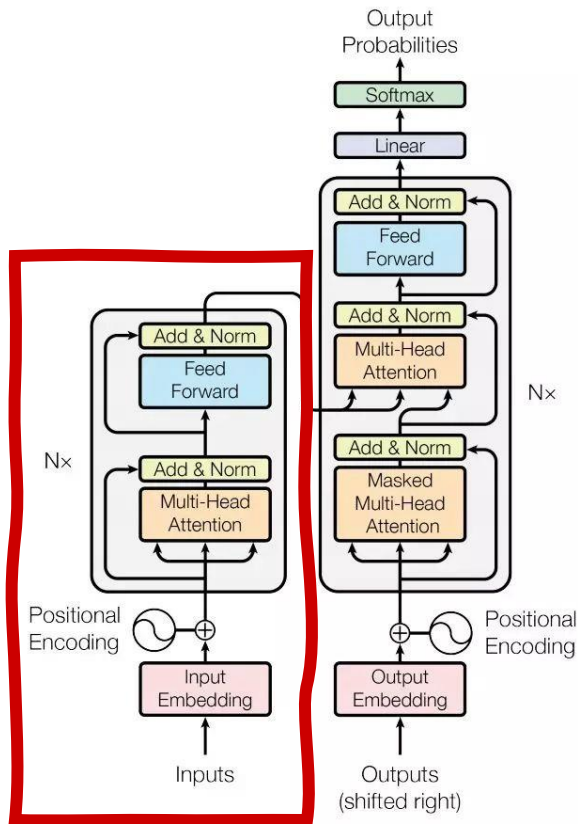 Output
Probabilities
Softmax
Linear
Add & Norm
Feed
Forward
Add & Norm
Multi-Head
Attention
Add & Norm
Masked
Multi-Head
Attention
Nx
Positional
Encoding
Output
Embedding
Outputs
(shifted right)
Add & Norm
Feed
Forward
Add & Norm
Multi-Head
Attention
Nx
Positional
Encoding
Input
Embedding
Inputs